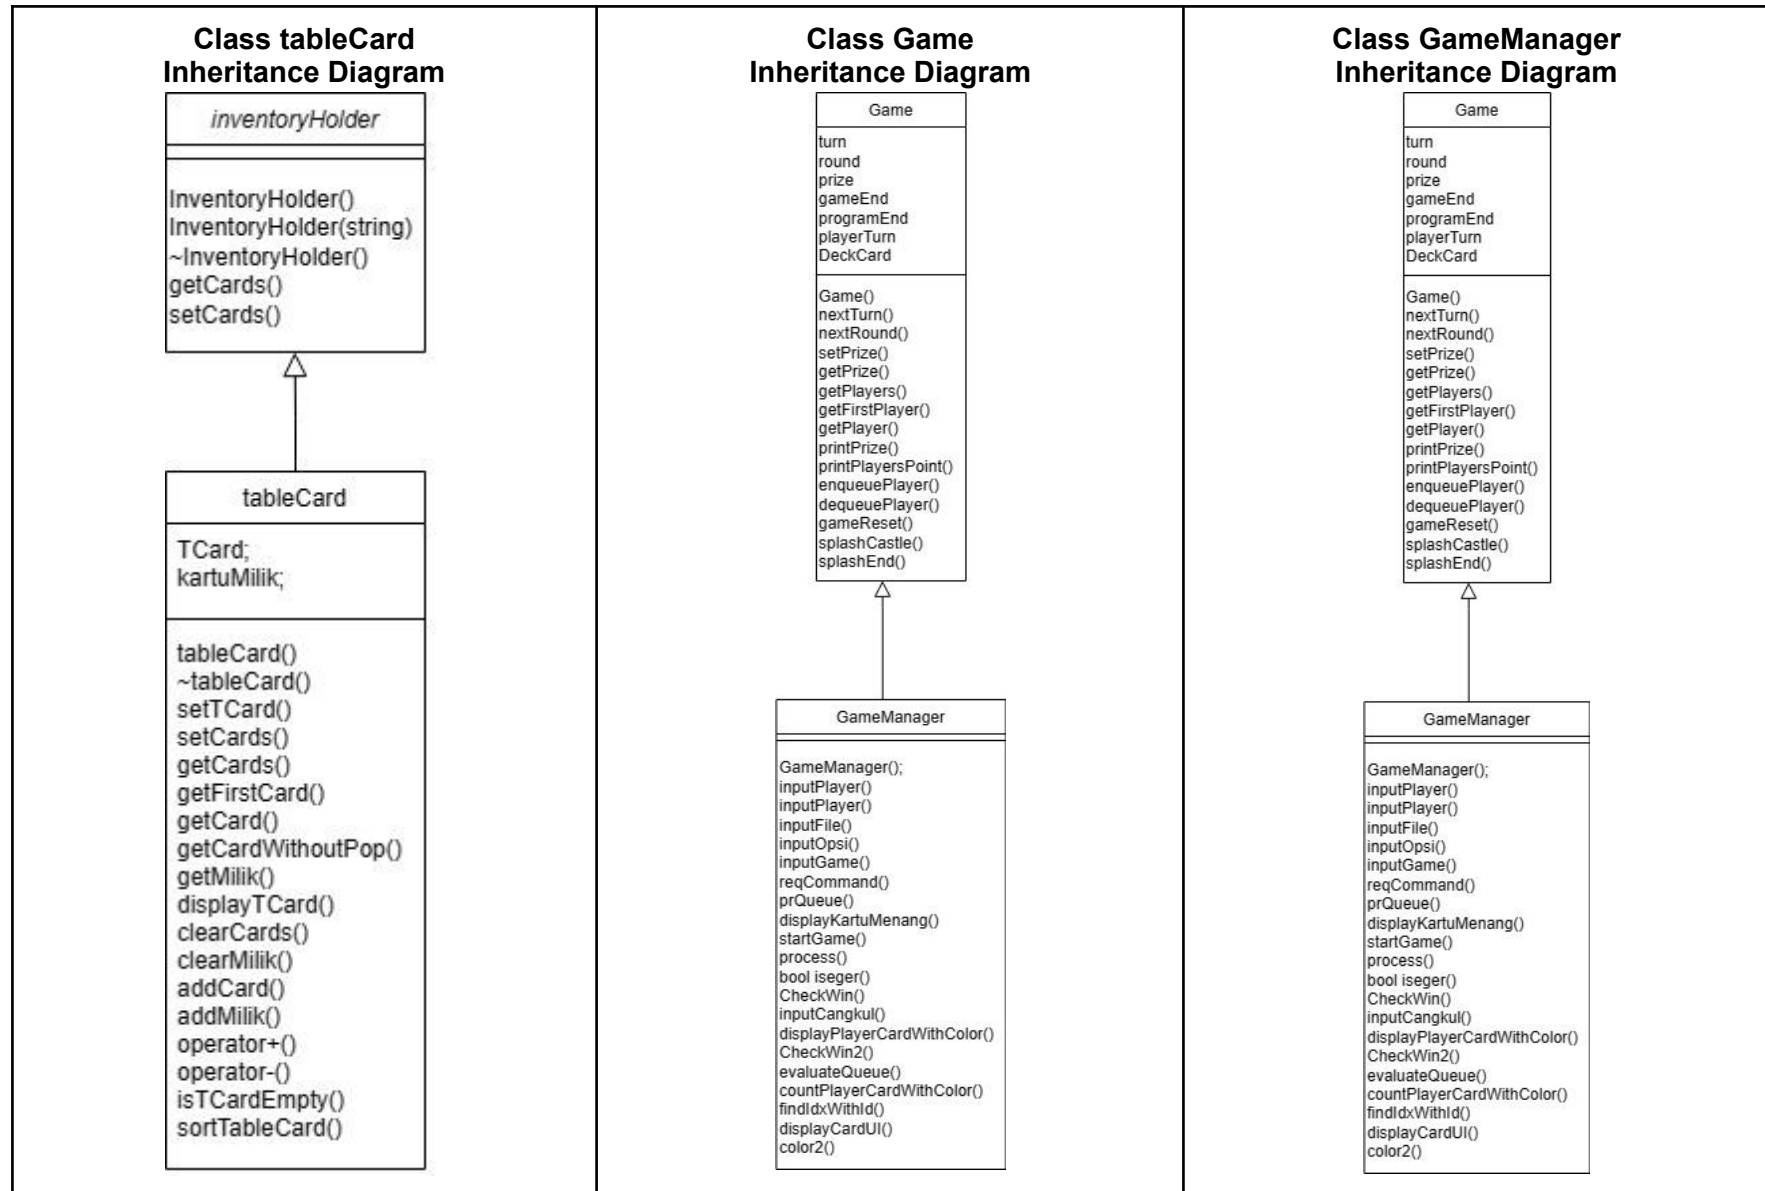 Class tableCard
Inheritance Diagram
inventoryHolder
InventoryHolder()
InventoryHolder(string)
~InventoryHolder()
getCards()
setCards()
tableCard
TCard;
kartuMilik;
tableCard()
~tableCard()
setTCard()
setCards()
getCards()
getFirstCard()
getCard()
getCardWithoutPop()
getMilik()
displayTCard()
clearCards()
clearMilik()
addCard()
addMilik()
operator+()
operator-()
isTCardEmpty()
sortTableCard()
Class Game
Inheritance Diagram
Game
turn
round
prize
gameEnd
programEnd
playerTurn
DeckCard
Game()
nextTurn()
nextRound()
setPrize()
getPrize()
getPlayers()
getFirstPlayer()
getPlayer()
printPrize()
printPlayersPoint()
enqueuePlayer()
dequeuePlayer()
gameReset()
splashCastle()
splashEnd()
GameManager
GameManager();
inputPlayer()
inputPlayer()
inputFile()
inputOpsi()
inputGame()
reqCommand()
prQueue()
displayKartuMenang()
startGame()
process()
bool iseger()
CheckWin()
inputCangkul()
displayPlayerCardWithColor()
CheckWin2()
evaluateQueue()
countPlayerCardWithColor()
findIdxWithId()
displayCardUI()
color2()
Class GameManager
Inheritance Diagram
Game
turn
round
prize
gameEnd
programEnd
playerTurn
DeckCard
Game()
nextTurn()
nextRound()
setPrize()
getPrize()
getPlayers()
getFirstPlayer()
getPlayer()
printPrize()
printPlayersPoint()
enqueuePlayer()
dequeuePlayer()
gameReset()
splashCastle()
splashEnd()
GameManager
GameManager();
inputPlayer()
inputPlayer()
inputFile()
inputOpsi()
inputGame()
reqCommand()
prQueue()
displayKartuMenang()
startGame()
process()
bool iseger()
CheckWin()
inputCangkul()
displayPlayerCardWithColor()
CheckWin2()
evaluateQueue()
countPlayerCardWithColor()
findIdxWithId()
displayCardUI()
color2()